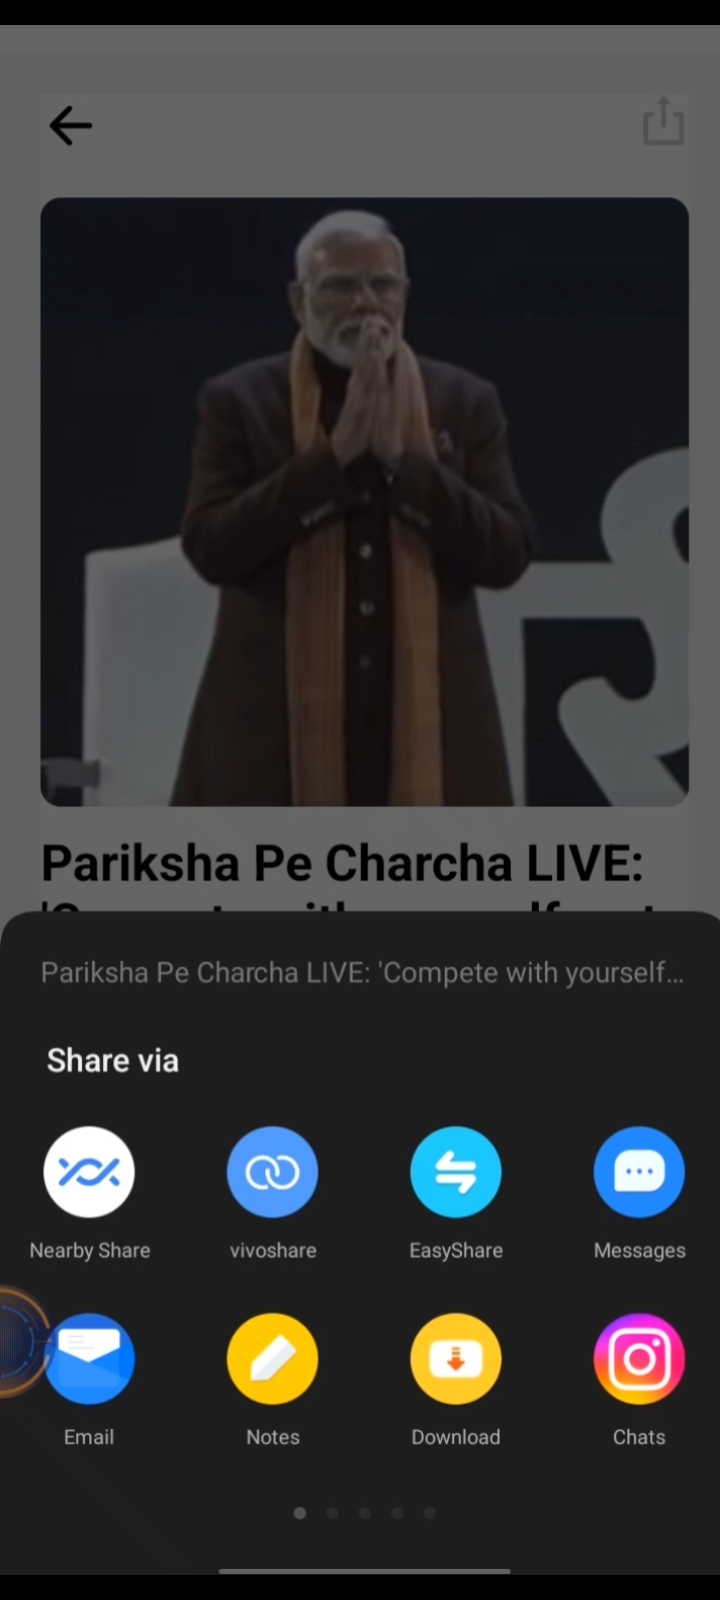 Pariksha Pe Charcha LIVE:
Pariksha Pe Charcha LIVE: 'Compete with yourself...
Share via
Nearby Share
vivoshare
EasyShare
Messages
Email
Notes
Download
Chats